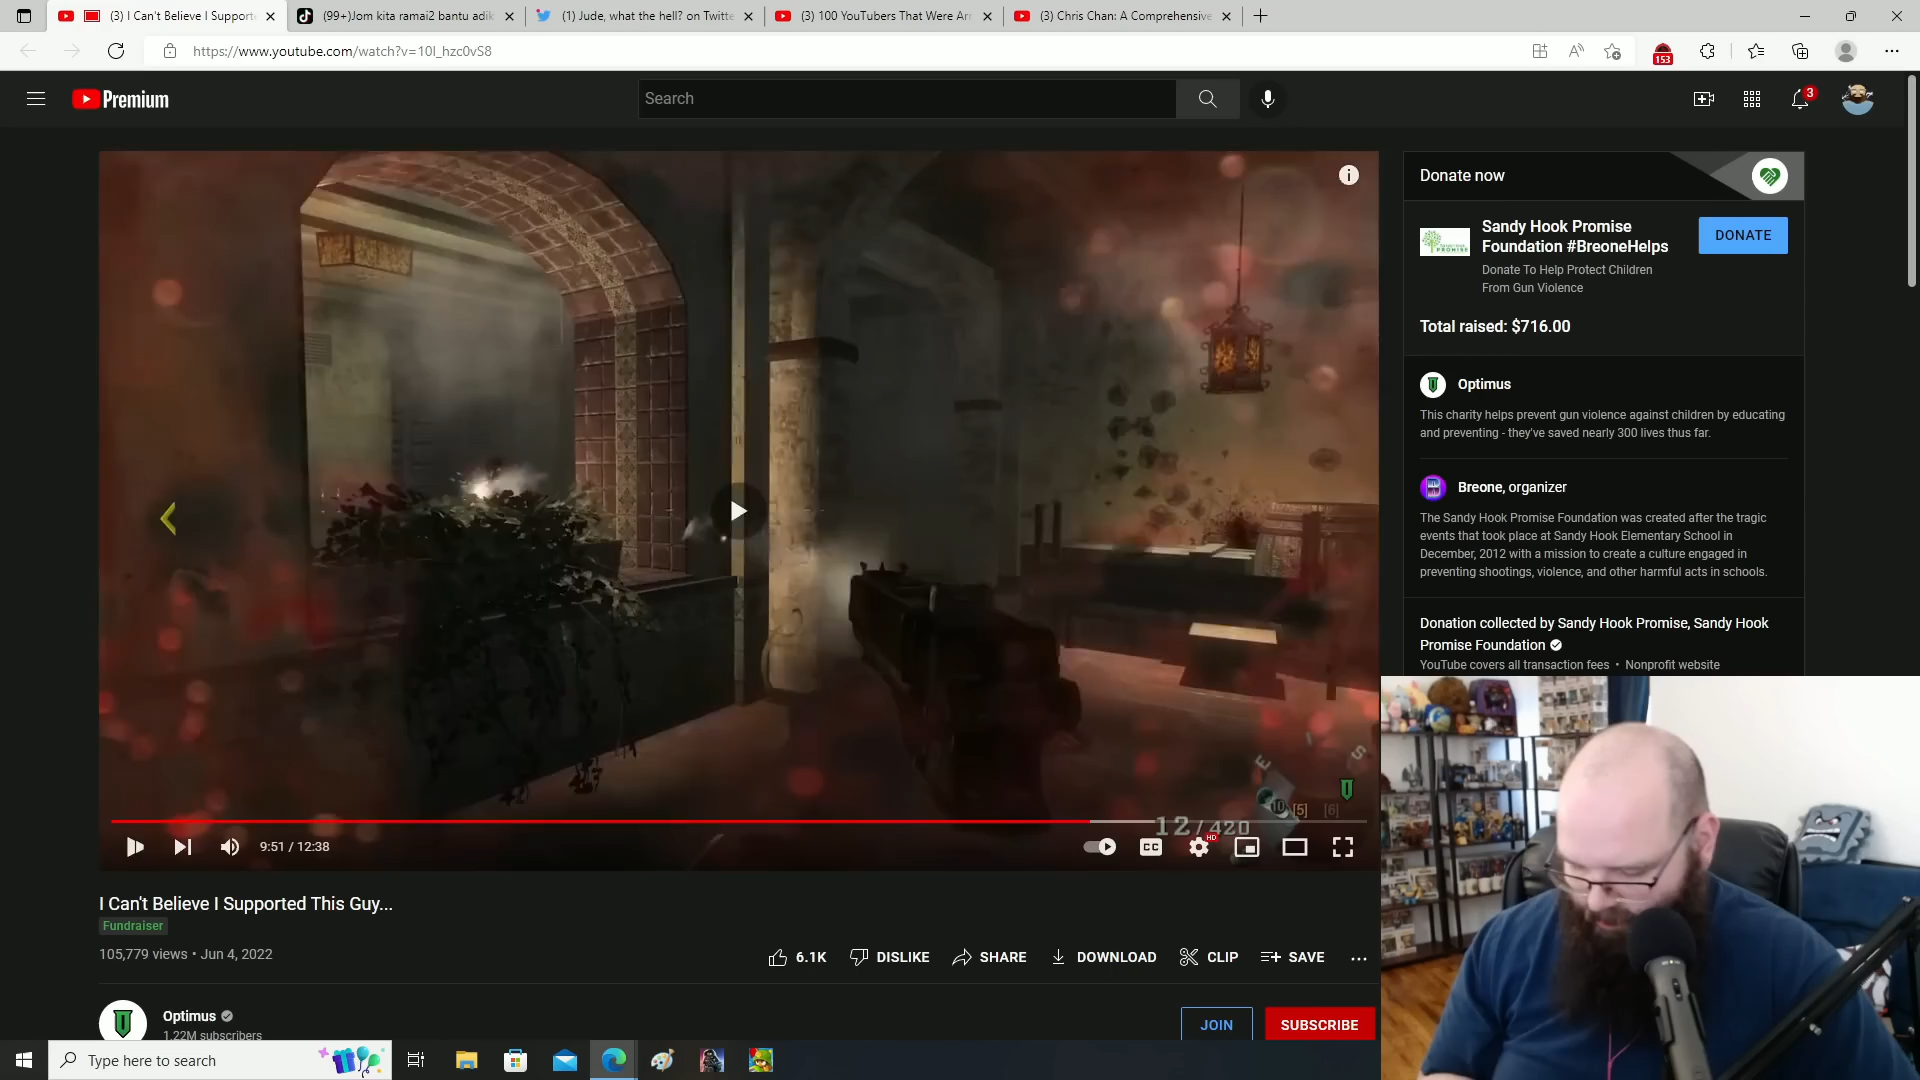 (3) I Can't Believe I Support
(99+)Jom kita ramai2 bantu adik
(1) Jude, what the hell? on Twitte
(3) 100 YouTubers That Were Arr
(3) Chris Chan: A Comprehensive
https://www.youtube.com/watch?v=10I_hzc0vS8
153
Premium
Search
3
Donate now
Sandy Hook Promise
Foundation #BreoneHelps
DONATE
Donate To Help Protect Children
From Gun Violence
Total raised: $716.00
Optimus
This charity helps prevent gun violence against children by educating
and preventing - they've saved nearly 300 lives thus far.
Breone, organizer
The Sandy Hook Promise Foundation was created after the tragic
events that took place at Sandy Hook Elementary School in
December, 2012 with a mission to create a culture engaged in
preventing shootings, violence, and other harmful acts in schools.
Donation collected by Sandy Hook Promise, Sandy Hook
Promise Foundation
YouTube covers all transaction fees • Nonprofit website
E S
10 [5] [6]
12/420
9:51 / 12:38
CC
HD
I Can't Believe I Supported This Guy...
Fundraiser
105,779 views • Jun 4, 2022
6.1K
DISLIKE
SHARE
DOWNLOAD
CLIP
SAVE
Optimus
1.22M subscribers
JOIN
SUBSCRIBE
Type here to search